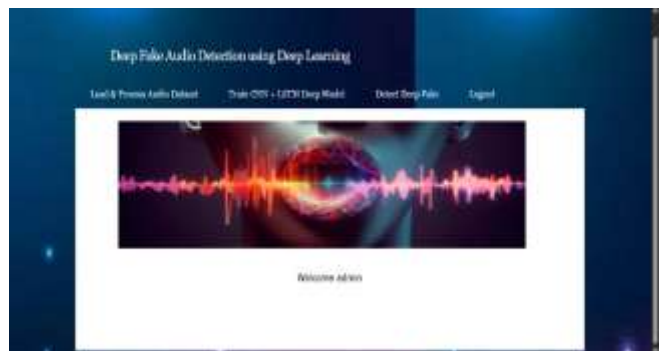 Deep Fake Audio Detection using Deep Learning
Load & Process Audio Dataset Train CNN + LSTM Deep Model Detect Deep Fake Logout
Welcome admin